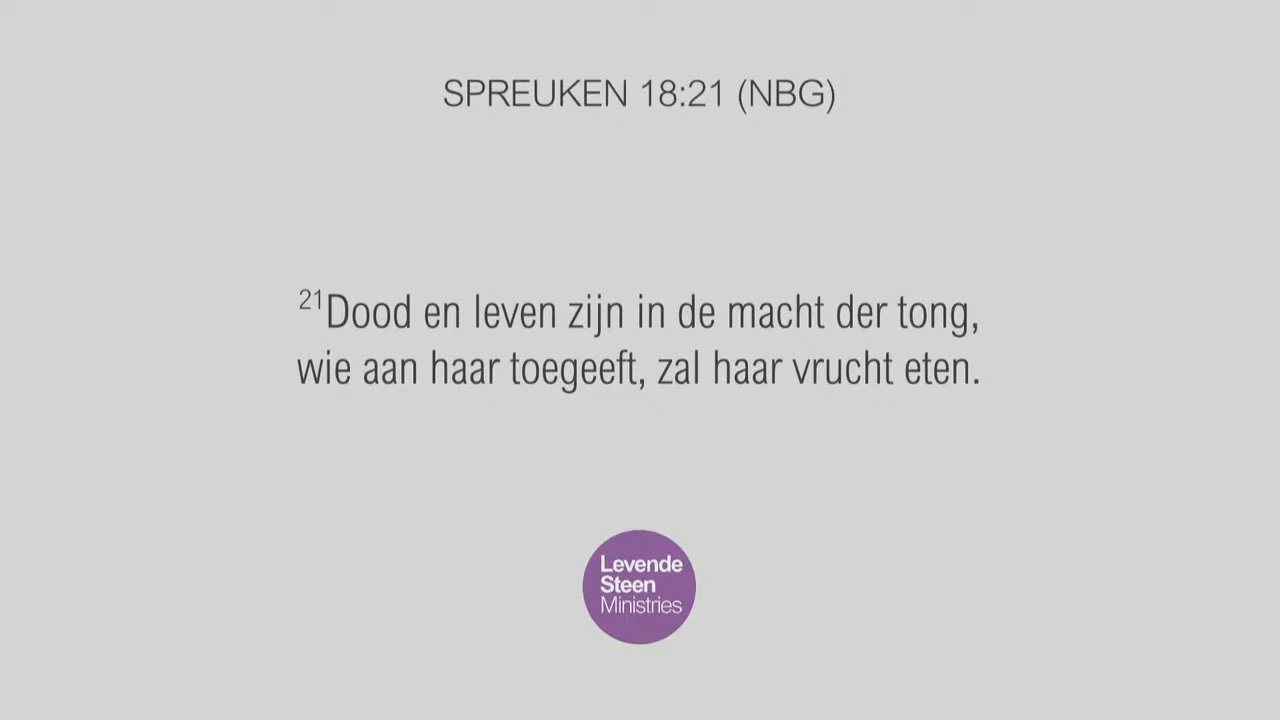 SPREUKEN 18:21 (NBG)
21Dood en leven zijn in de macht der tong,
wie aan haar toegeeft, zal haar vrucht eten.
Levende
Steen
Ministries